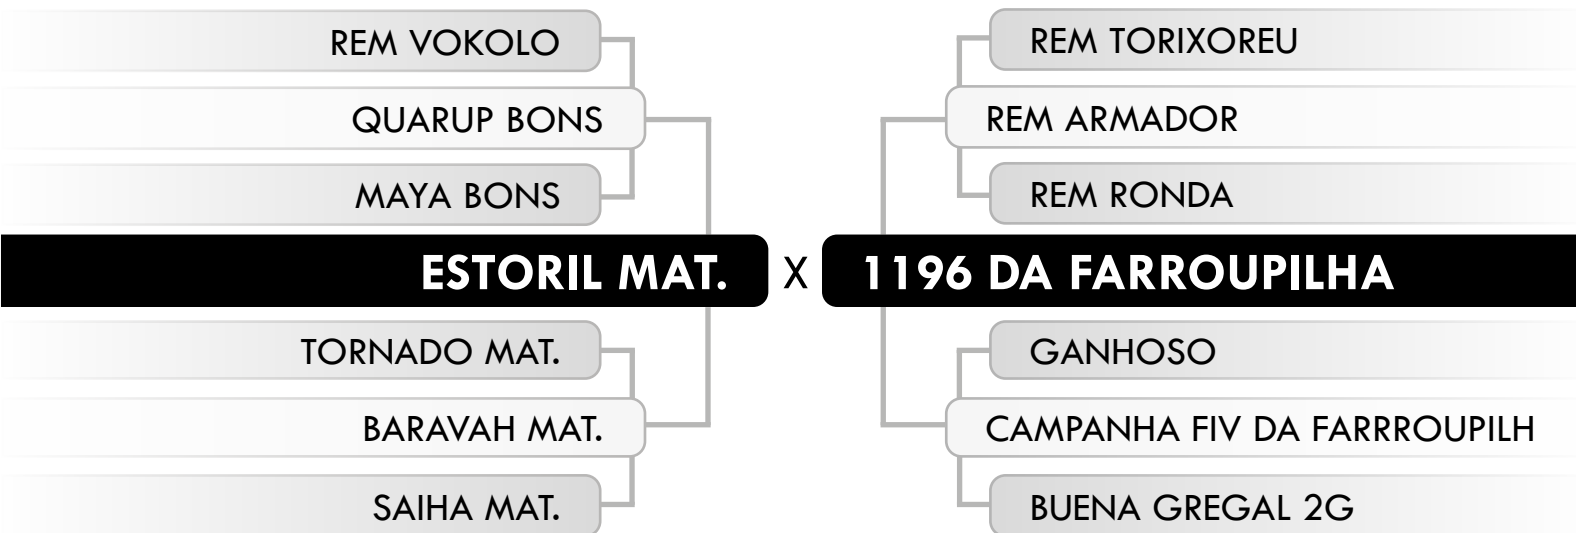 REM VOKOLO
QUARUP BONS
MAYA BONS
ESTORIL MAT.
TORNADO MAT.
BARAVAH MAT.
SAIHA MAT.
X
REM TORIXOREU
REM ARMADOR
REM RONDA
1196 DA FARROUPILHA
GANHOSO
CAMPANHA FIV DA FARRROUPILH
BUENA GREGAL 2G